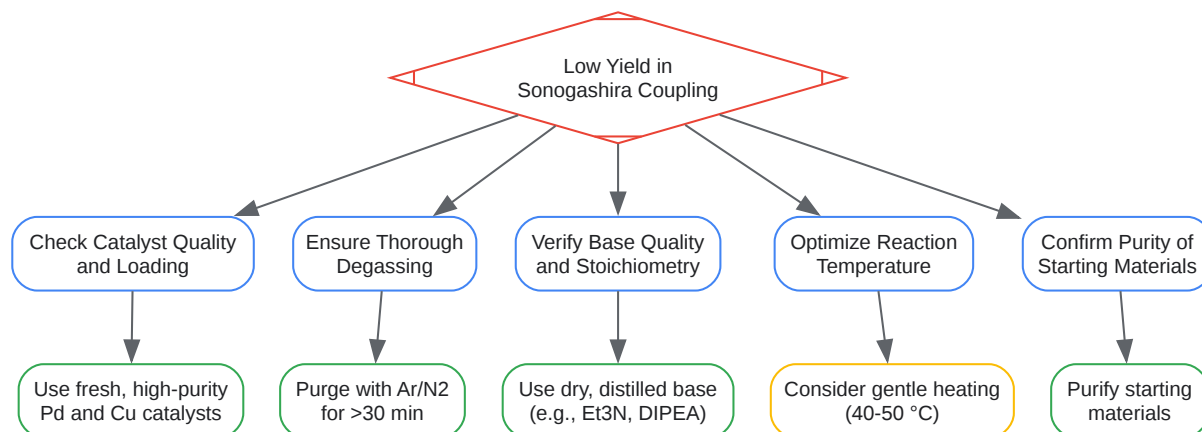 Low Yield in
Sonogashira Coupling
Check Catalyst Quality
and Loading
Ensure Thorough
Degassing
Verify Base Quality
and Stoichiometry
Optimize Reaction
Temperature
Confirm Purity of
Starting Materials
Use fresh, high-purity
Pd and Cu catalysts
Purge with Ar/N2
for >30 min
Use dry, distilled base
(e.g., Et3N, DIPEA)
Consider gentle heating
(40-50 °C)
Purify starting
materials